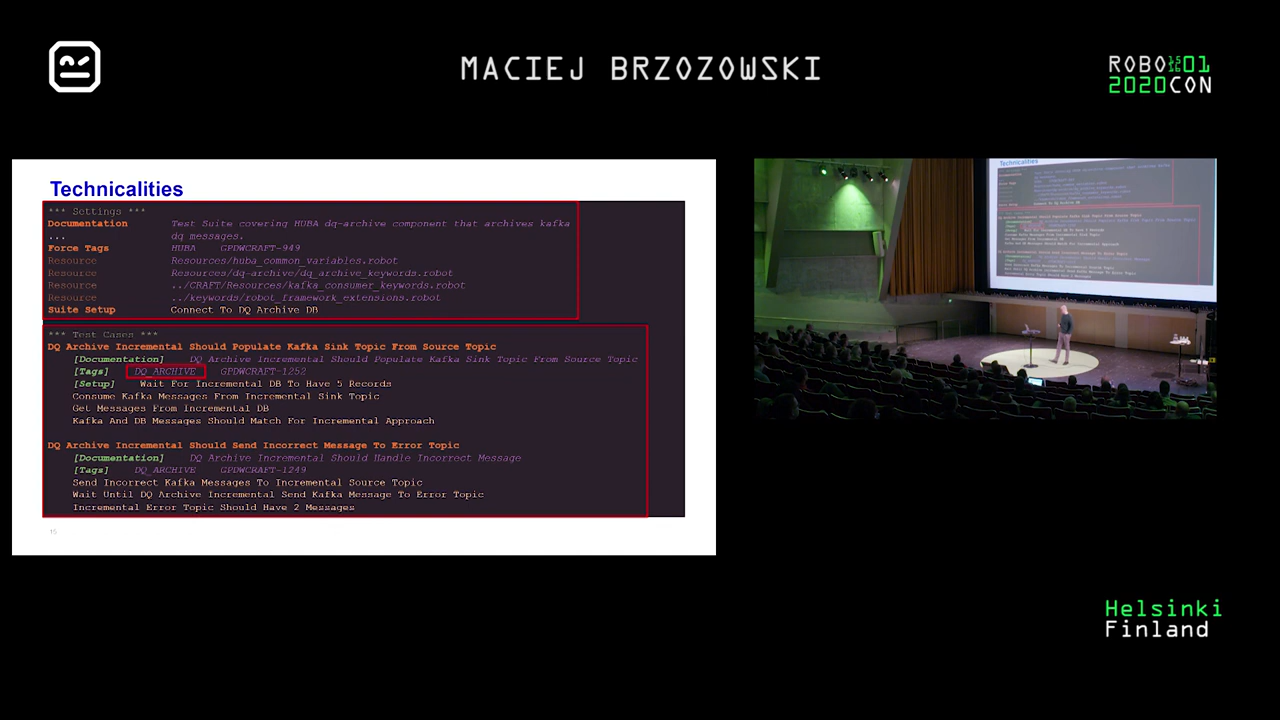 MACIEJ BRZOZOWSKI
ROBO 01
2020CON
Technicalities
*** Settings ***
Documentation Test Suite covering HUBA dq-archive component that archives kafka
... dq messages.
Force Tags HUBA GPDWCRAFT-949
Resource Resources/huba_common_variables.robot
Resource Resources/dq-archive/dq_archive_keywords.robot
Resource ../CRAFT/Resources/kafka_consumer_keywords.robot
Resource ../keywords/robot_framework_extensions.robot
Suite Setup Connect To DQ Archive DB
*** Test Cases ***
DQ Archive Incremental Should Populate Kafka Sink Topic From Source Topic
[Documentation] DQ Archive Incremental Should Populate Kafka Sink Topic From Source Topic
[Tags] DQ_ARCHIVE GPDWCRAFT-1252
[Setup] Wait For Incremental DB To Have 5 Records
Consume Kafka Messages From Incremental Sink Topic
Get Messages From Incremental DB
Kafka And DB Messages Should Match For Incremental Approach
DQ Archive Incremental Should Send Incorrect Message To Error Topic
[Documentation] DQ Archive Incremental Should Handle Incorrect Message
[Tags] DQ_ARCHIVE GPDWCRAFT-1249
Send Incorrect Kafka Messages To Incremental Source Topic
Wait Until DQ Archive Incremental Send Kafka Message To Error Topic
Incremental Error Topic Should Have 2 Messages
15
Technicalities
Helsinki
Finland